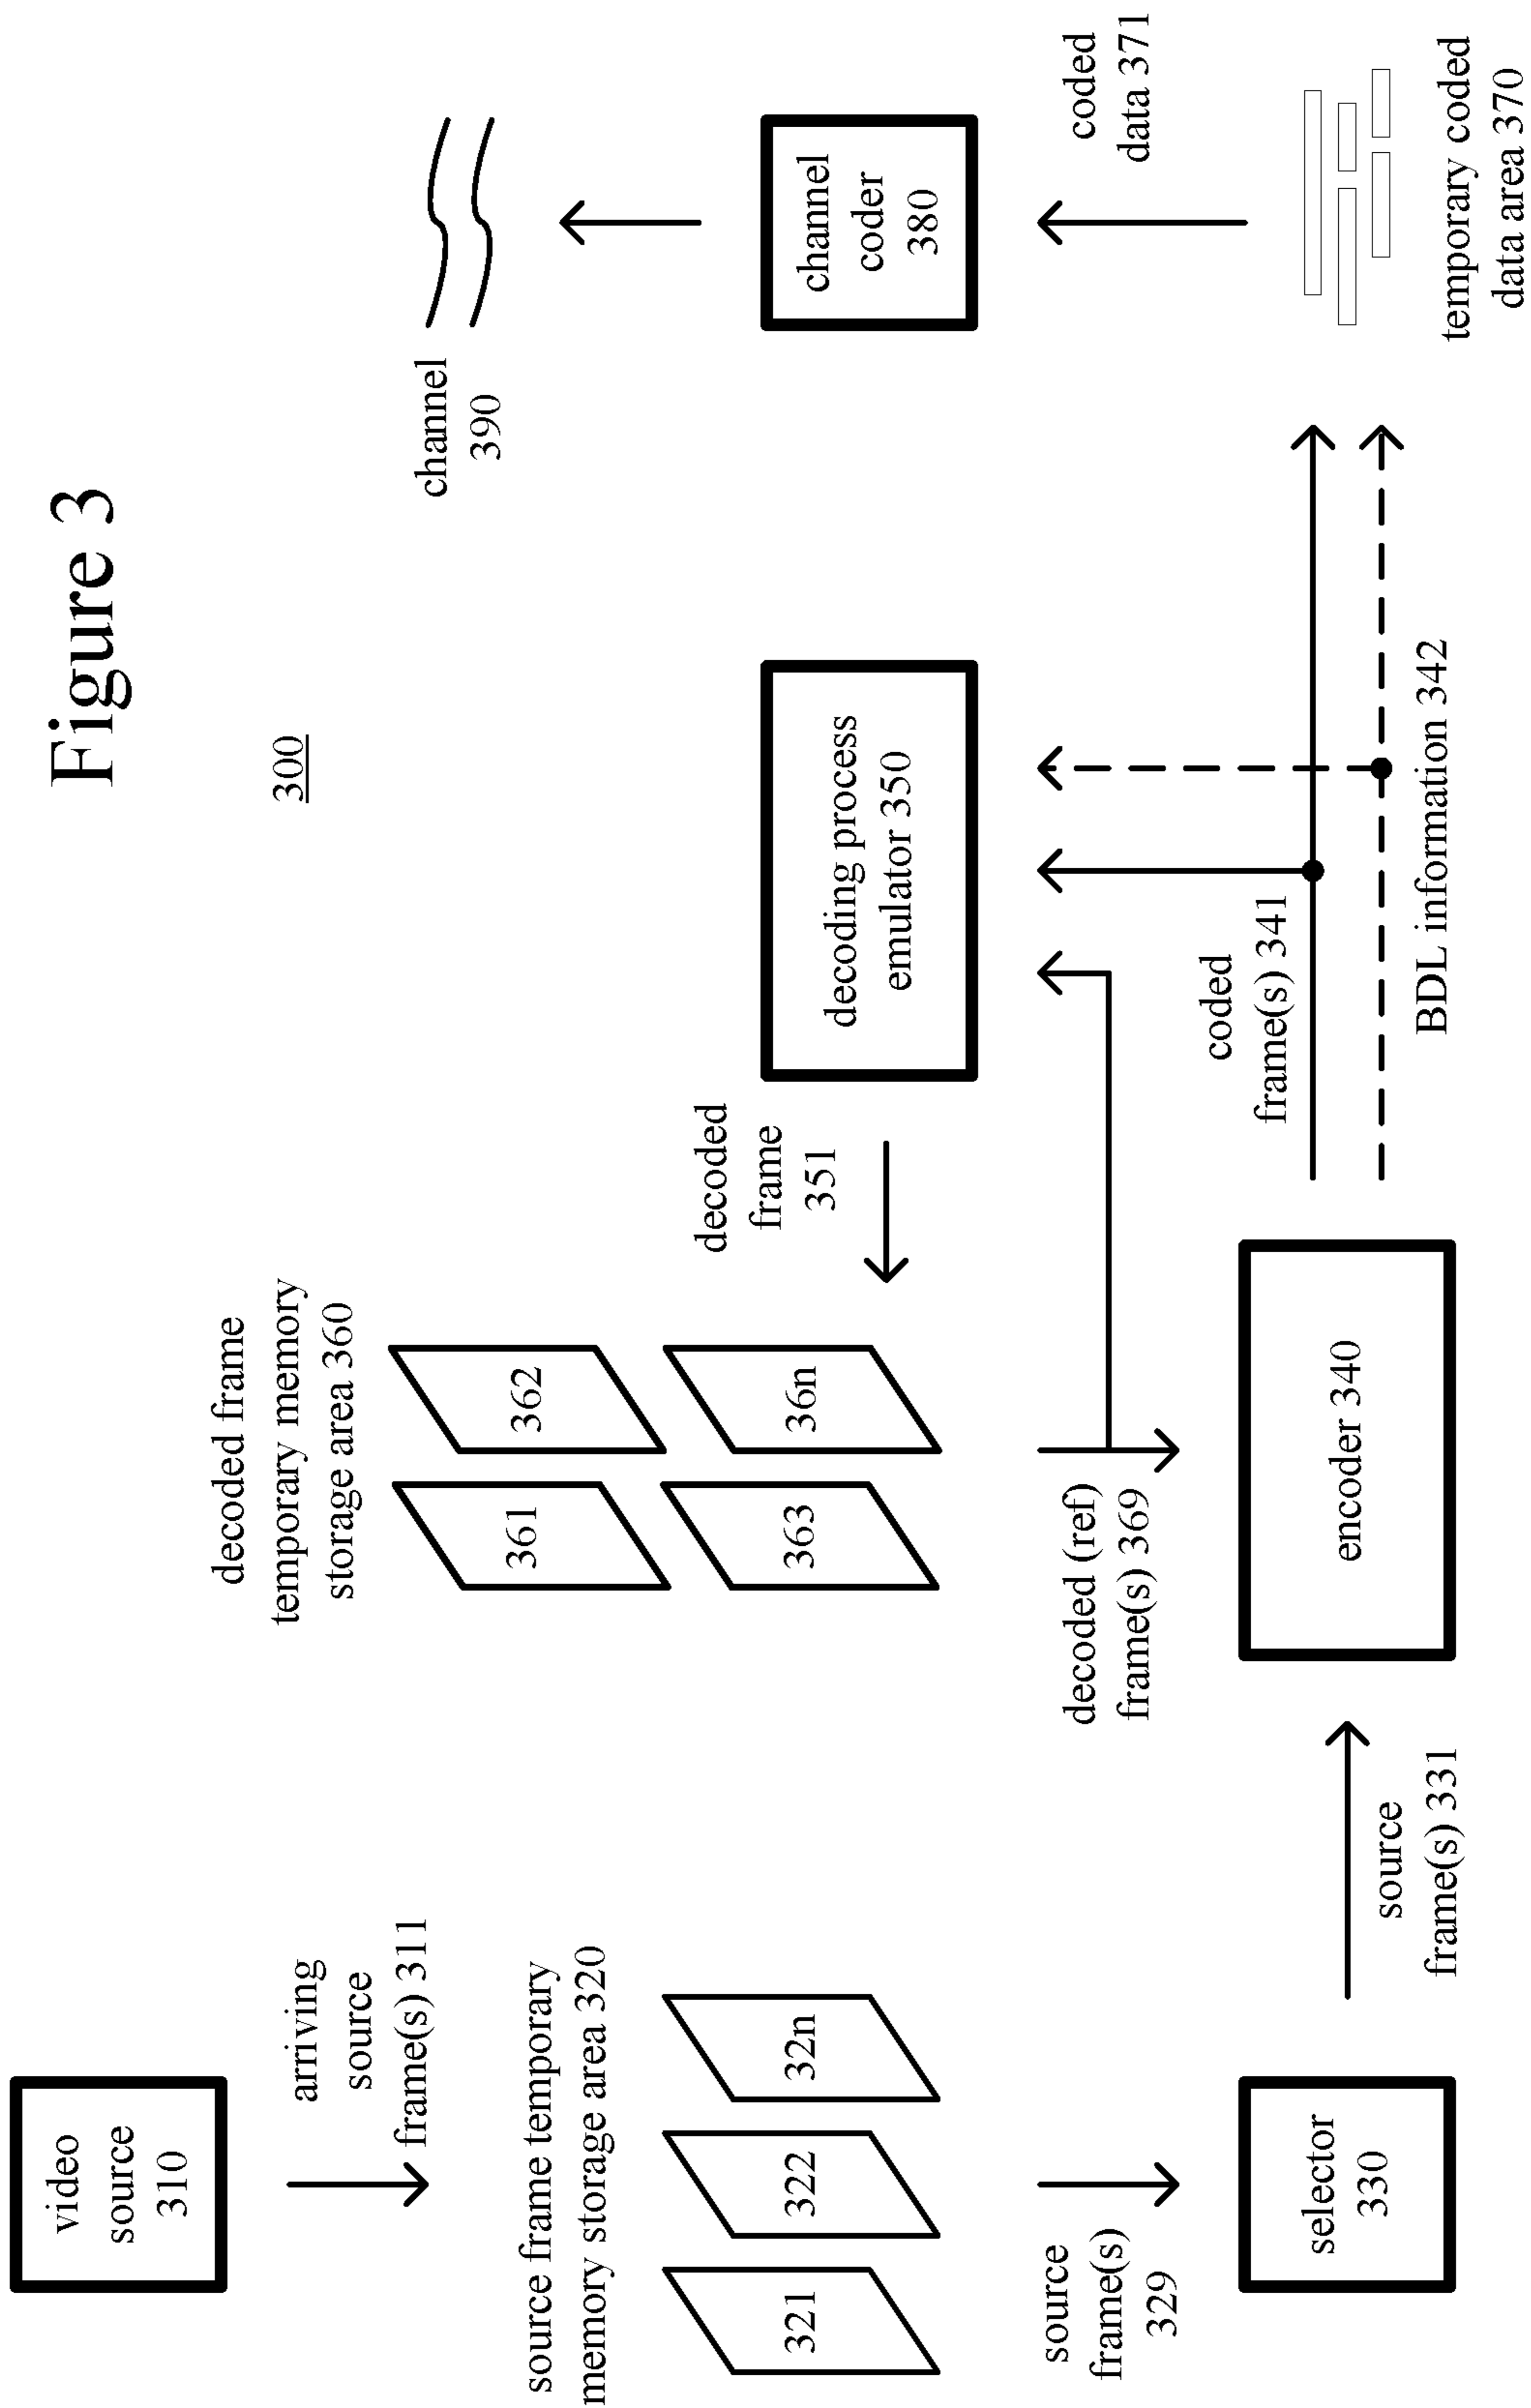 Figure 3
300
video
source
310
arriving
source
frame(s) 311
source frame temporary
memory storage area 320
321
322
32n
source
frame(s)
329
selector
330
source
frame(s) 331
encoder 340
decoded frame
temporary memory
storage area 360
361
362
363
36n
decoded (ref)
frame(s) 369
decoded
frame
351
decoding process
emulator 350
coded
frame(s) 341
BDL information 342
temporary coded
data area 370
coded
data 371
channel
coder
380
channel
390